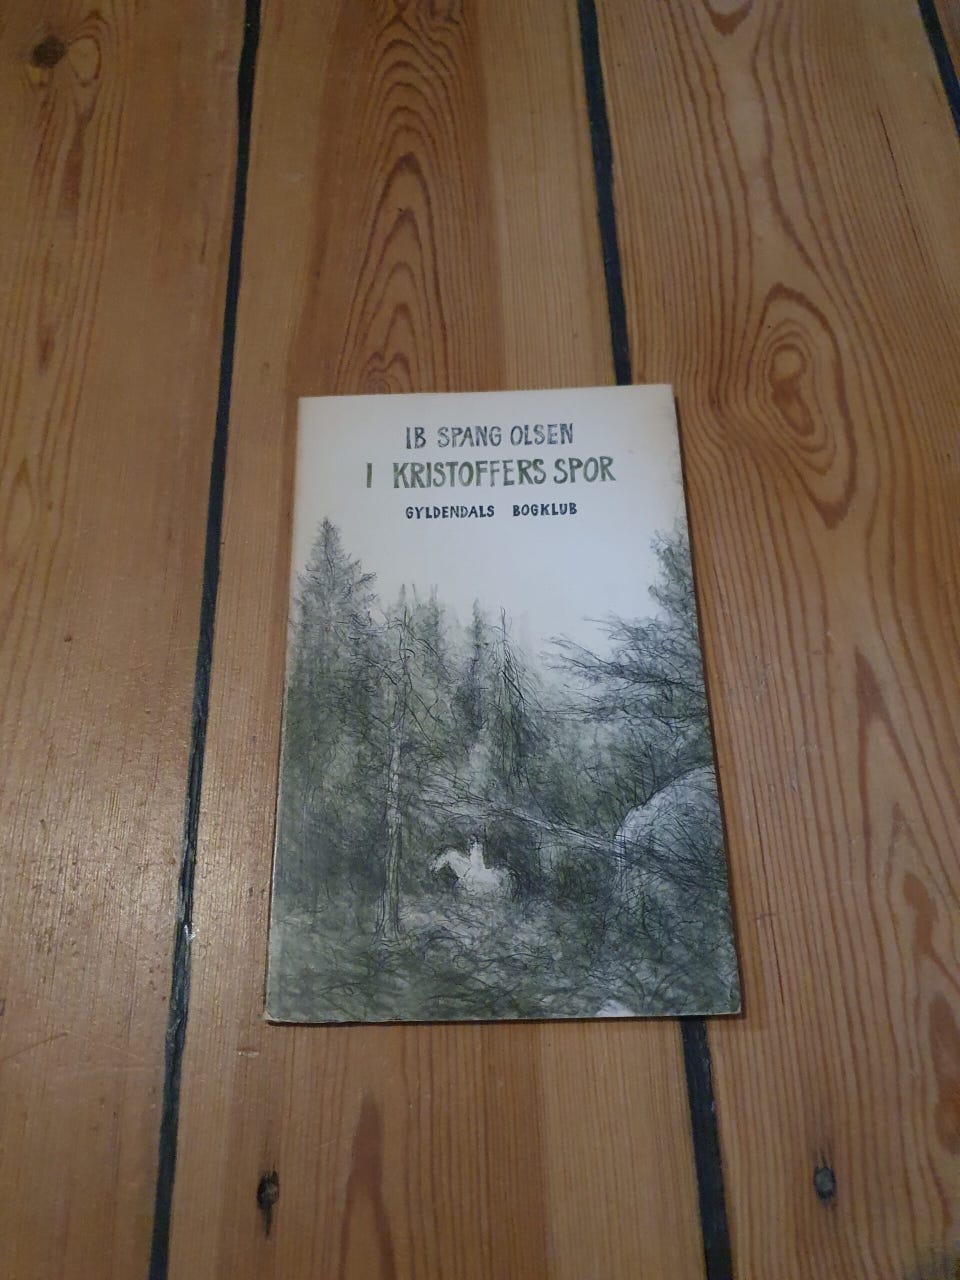 IB SPANG OLSEN
I KRISTOFFERS SPOR
GYLDENDALS BOGKLUB